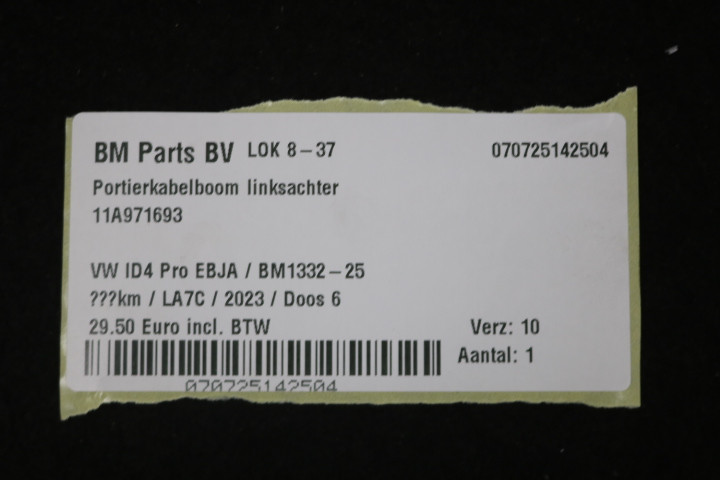 BM Parts BV LOK 8-37 070725142504
Portierkabelboom linksachter
11A971693
VW ID4 Pro EBJA / BM1332-25
???km / LA7C / 2023 / Doos 6
29.50 Euro incl. BTW Verz: 10
Aantal: 1
070725142504